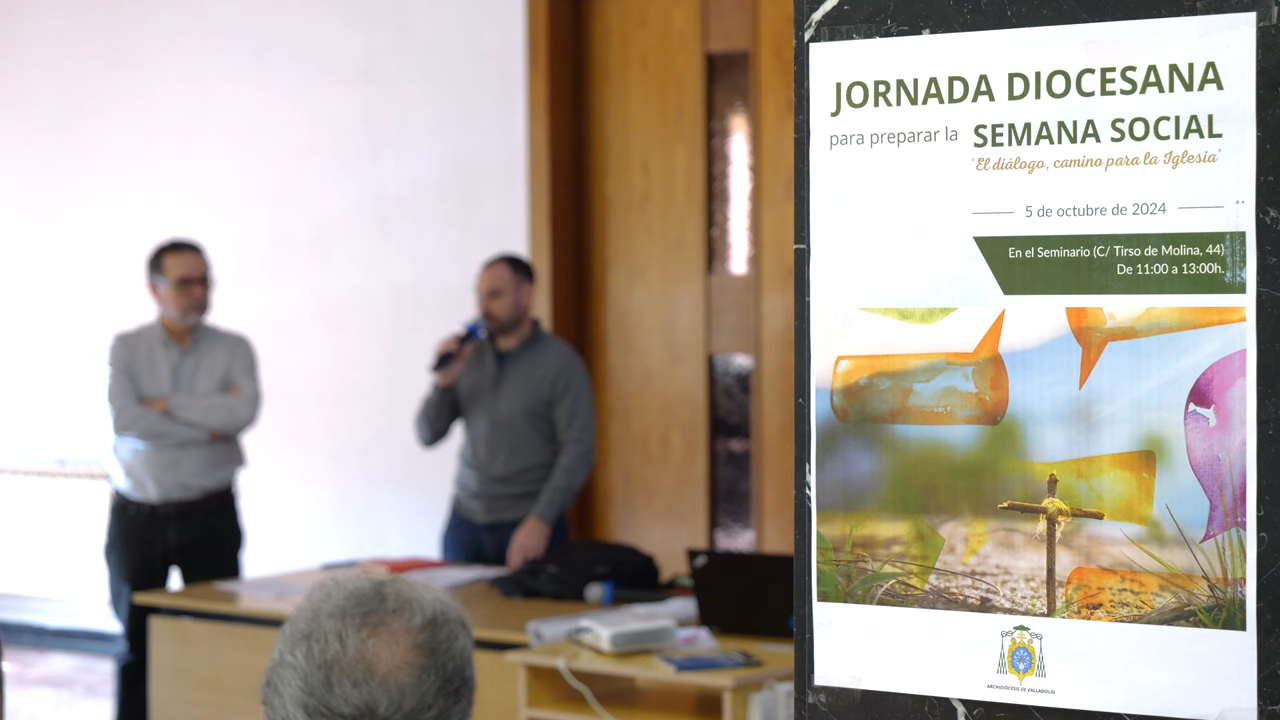 JORNADA DIOCESANA
para preparar la SEMANA SOCIAL
'El diálogo, camino para la Iglesia'
5 de octubre de 2024
En el Seminario (C/ Tirso de Molina, 44)
De 11:00 a 13:00h.
ARCHIDIÓCESIS DE VALLADOLID